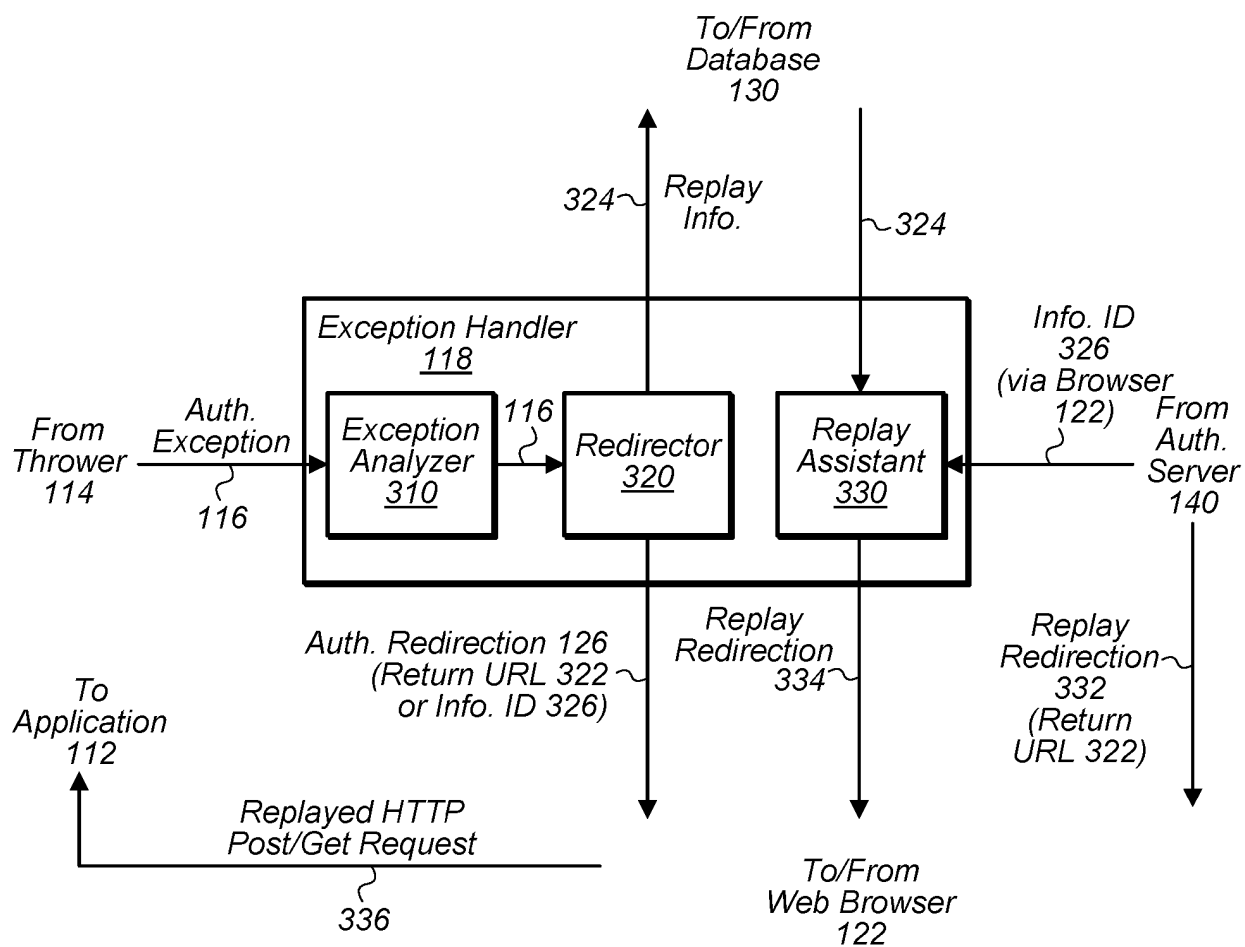 To/From
Database
130
324
Replay
Info.
324
Exception Handler
118
Info. ID
326
(via Browser
122)
From
Thrower
114
Auth.
Exception
116
Exception
Analyzer
310
116
Redirector
320
Replay
Assistant
330
From
Auth.
Server
140
Auth. Redirection 126
(Return URL 322
or Info. ID 326)
Replay
Redirection
334
Replay
Redirection
332
(Return
URL 322)
To
Application
112
Replayed HTTP
Post/Get Request
336
To/From
Web Browser
122